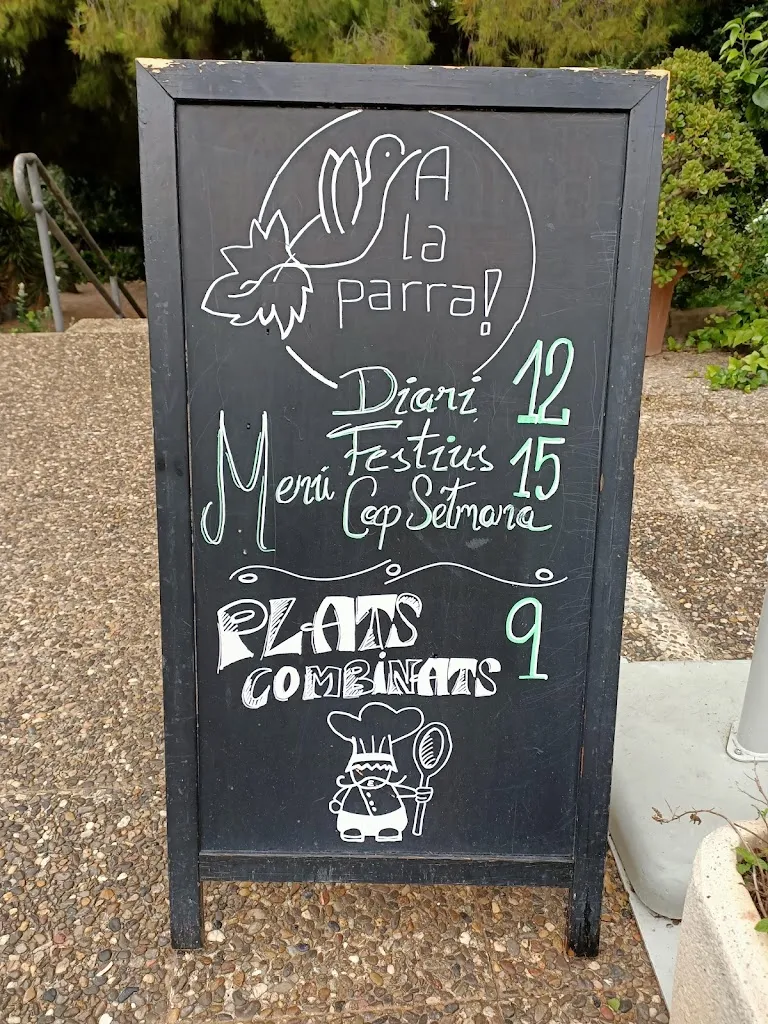 A
la
parra!
Diari 12
Menú Festius 15
Cap Setmana
PLATS
COMBINATS 9